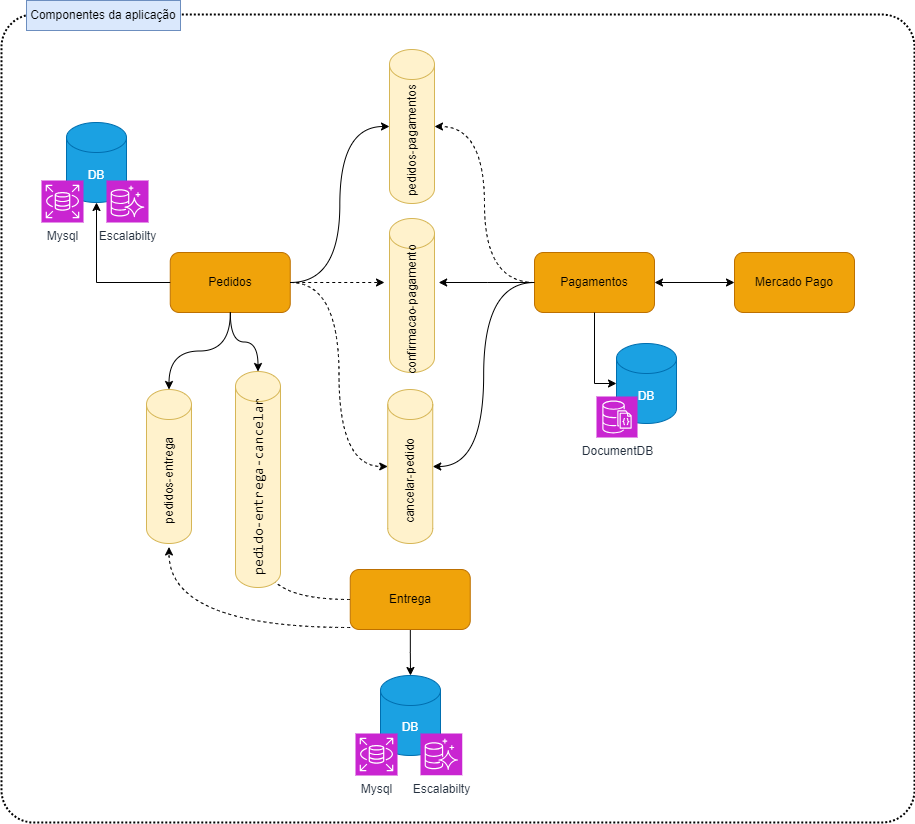 Componentes da aplicação
pedidos-pagamentos
DB
Mysql
Escalabilty
confirmacao-pagamento
Pedidos
Pagamentos
Mercado Pago
DB
DocumentDB
pedidos-entrega
pedido-entrega-cancelar
cancelar-pedido
Entrega
DB
Mysql
Escalabilty